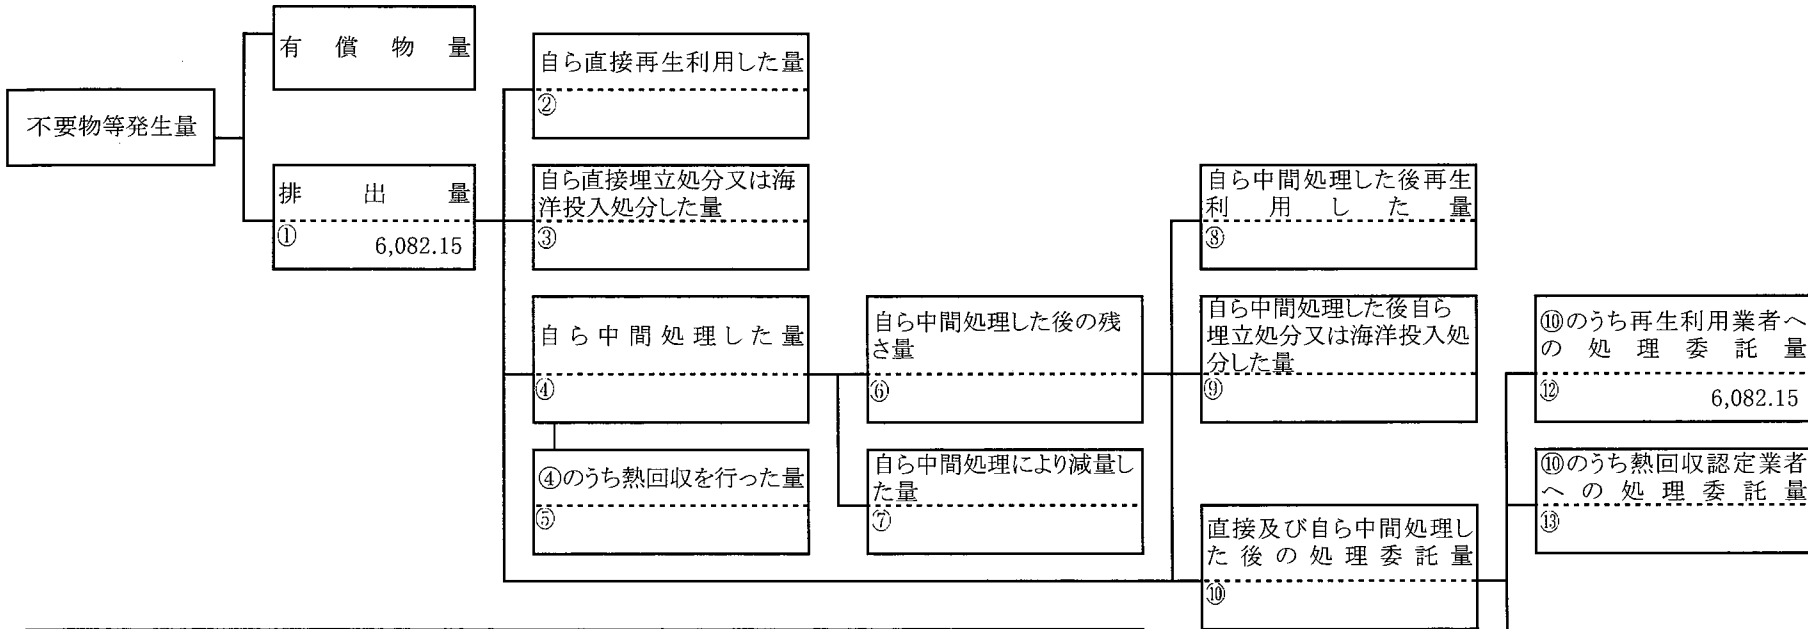 有償物量
不要物等発生量
排出量
①
6,082.15
自ら直接再生利用した量
②
自ら直接埋立処分又は海
洋投入処分した量
③
自ら中間処理した量
④
④のうち熱回収を行った量
⑤
自ら中間処理した後の残
さ量
⑥
自ら中間処理により減量し
た量
⑦
自ら中間処理した後再生
利用した量
⑧
自ら中間処理した後自ら
埋立処分又は海洋投入処
分した量
⑨
直接及び自ら中間処理し
た後の処理委託量
⑩
⑩のうち再生利用業者へ
の処理委託量
⑫
6,082.15
⑩のうち熱回収認定業者
への処理委託量
⑬